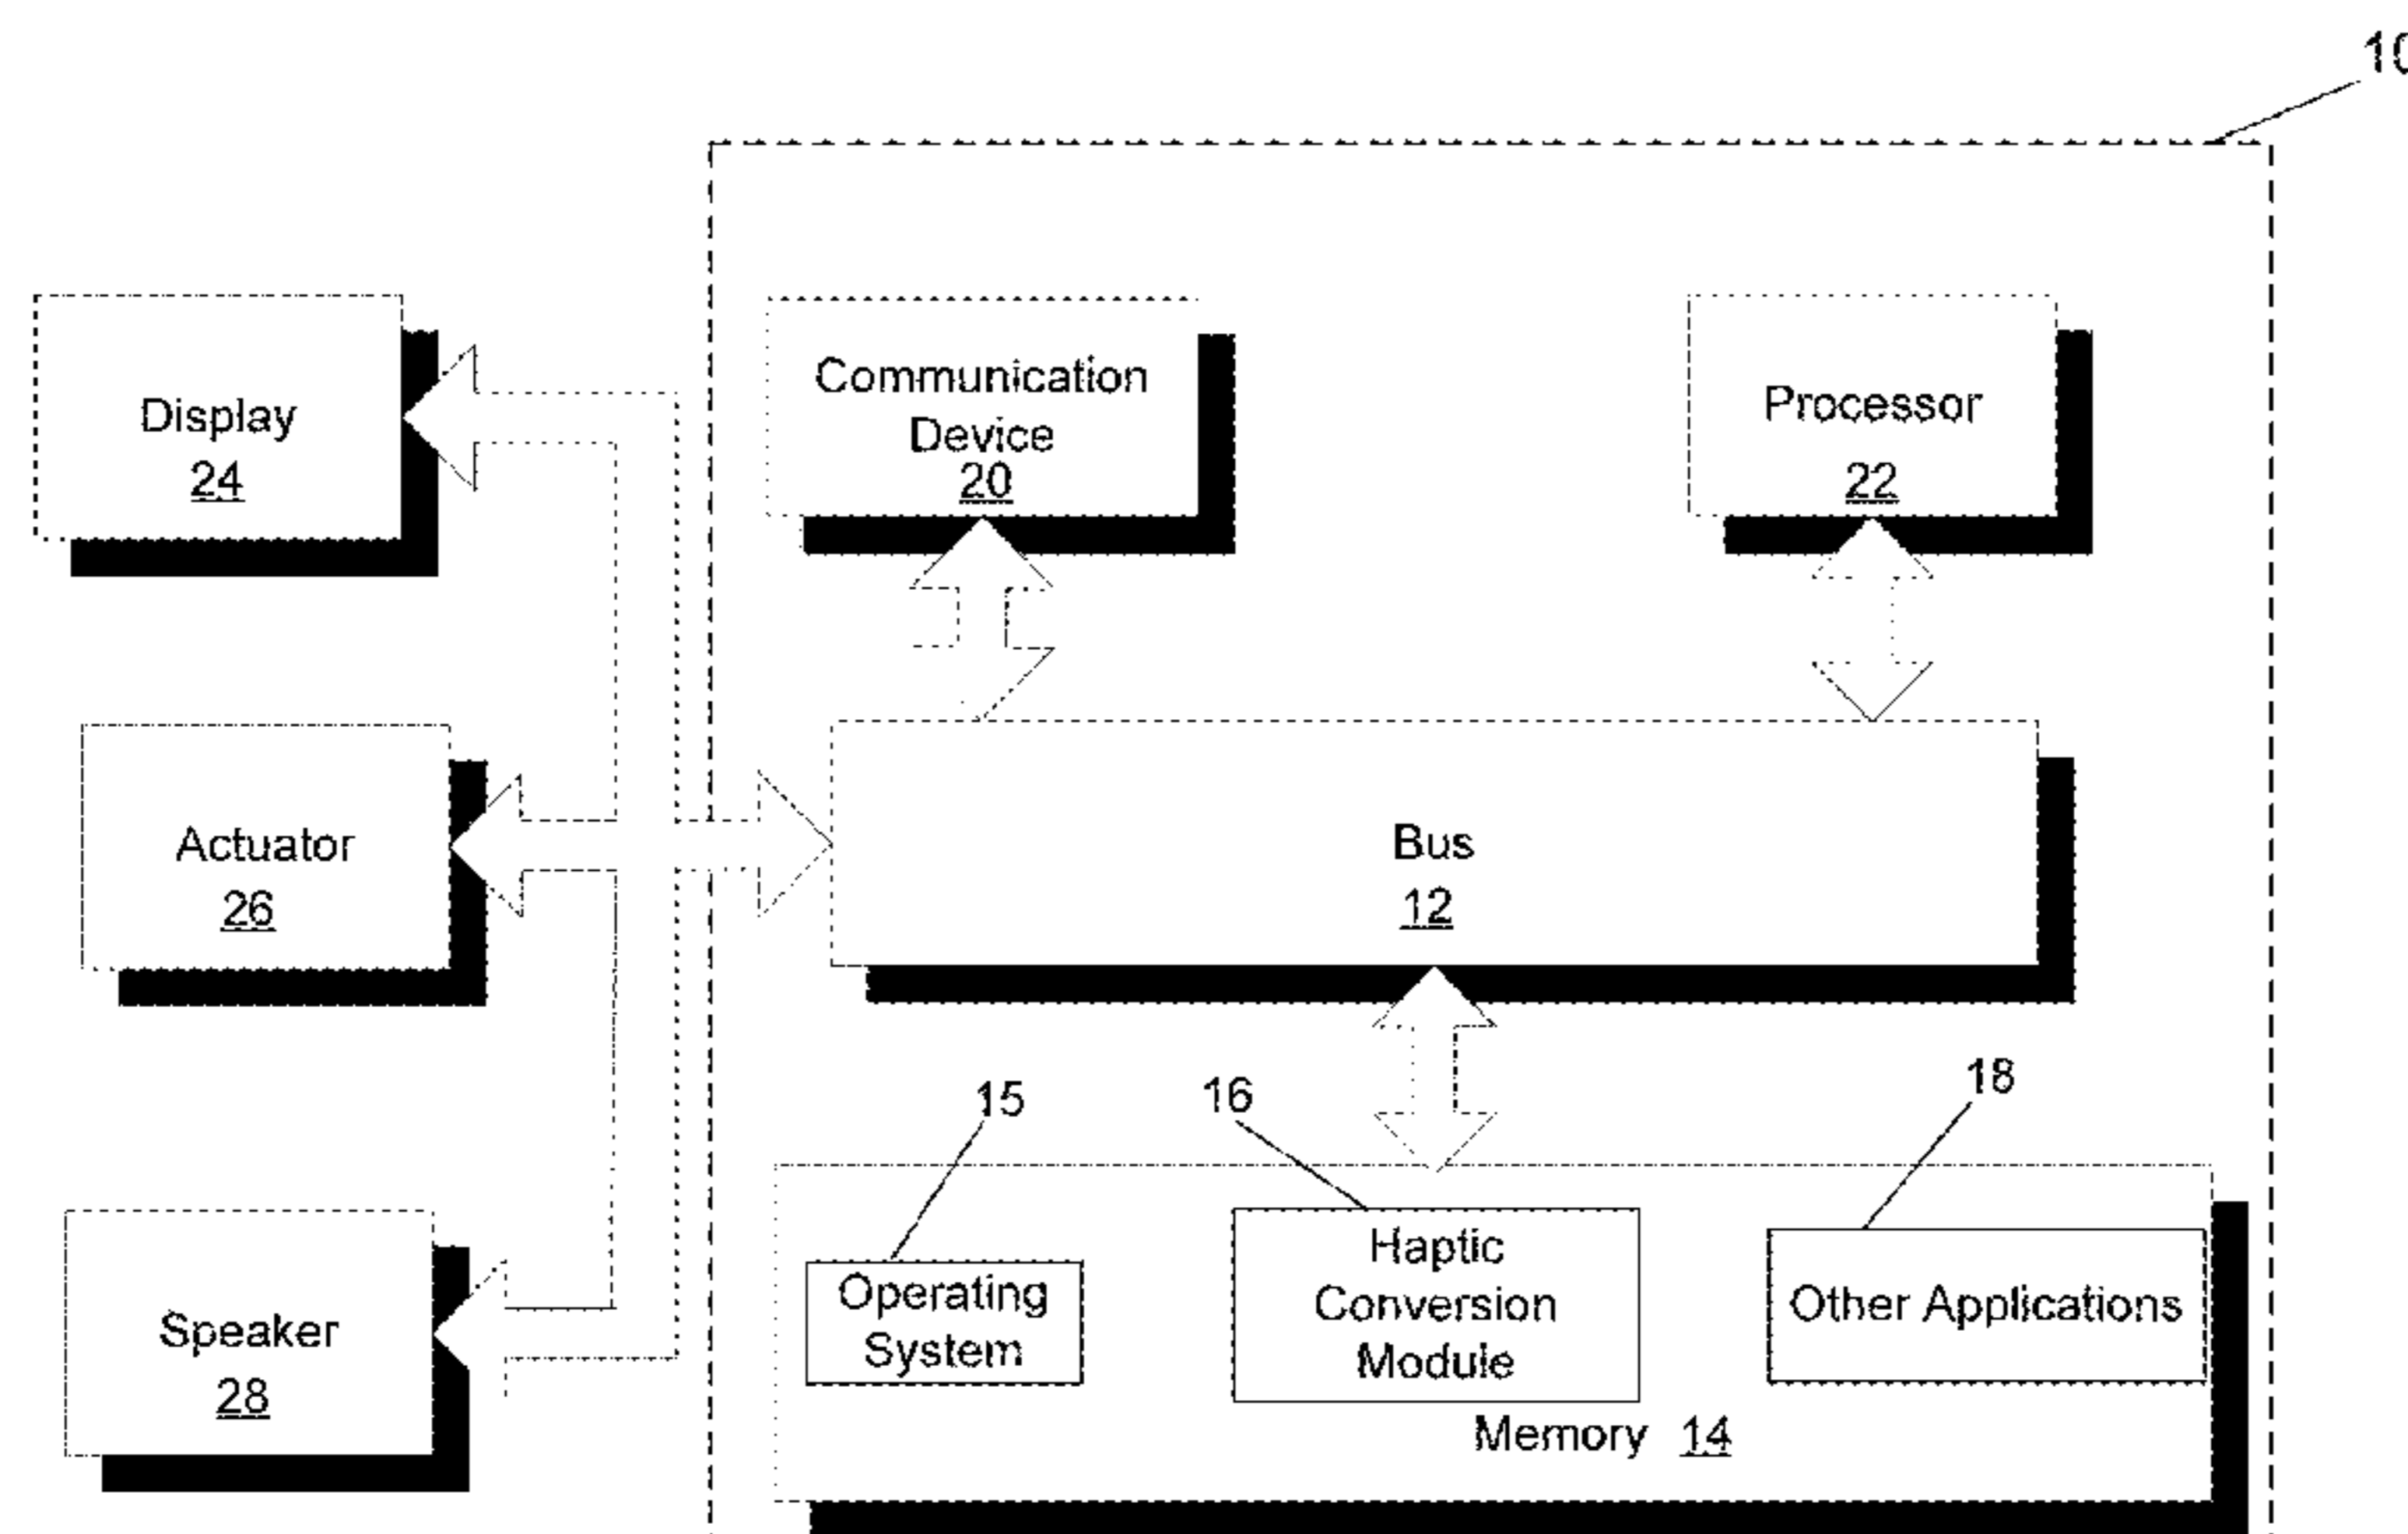 10
Display
24
Communication
Device
20
Processor
22
Actuator
26
Bus
12
15
16
18
Speaker
28
Operating
System
Haptic
Conversion
Module
Other Applications
Memory 14